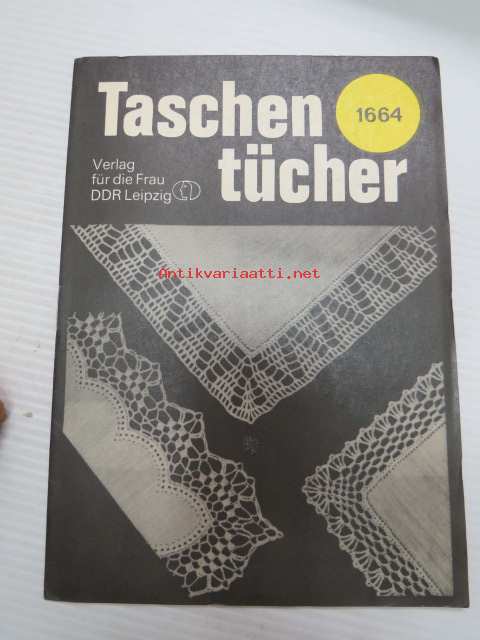 Taschen
tücher
1664
Verlag
für die Frau
DDR Leipzig
Antikvariaatti.net